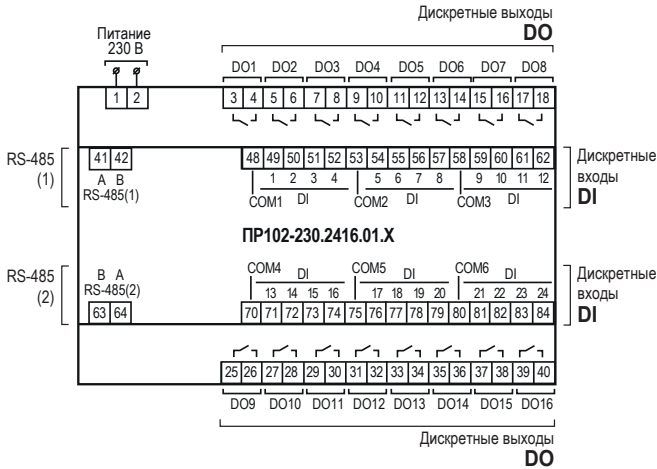 Дискретные выходы
DO
Питание
230 В
DO1 DO2 DO3 DO4 DO5 DO6 DO7 DO8
1 2 3 4 5 6 7 8 9 10 11 12 13 14 15 16 17 18
RS-485
(1)
41 42 48 49 50 51 52 53 54 55 56 57 58 59 60 61 62
A B
RS-485(1)
1 2 3 4 5 6 7 8 9 10 11 12
COM1 DI COM2 DI COM3 DI
Дискретные
входы
DI
ПР102-230.2416.01.X
RS-485
(2)
B A
RS-485(2)
COM4 DI COM5 DI COM6 DI
13 14 15 16 17 18 19 20 21 22 23 24
63 64 70 71 72 73 74 75 76 77 78 79 80 81 82 83 84
Дискретные
входы
DI
25 26 27 28 29 30 31 32 33 34 35 36 37 38 39 40
DO9 DO10 DO11 DO12 DO13 DO14 DO15 DO16
Дискретные выходы
DO